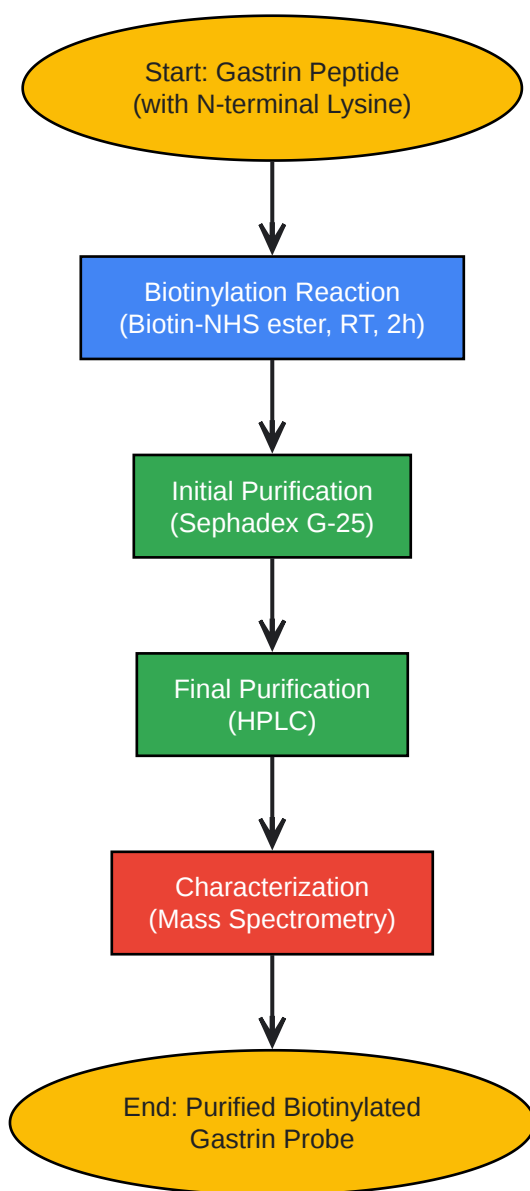 Start: Gastrin Peptide
(with N-terminal Lysine)
Biotinylation Reaction
(Biotin-NHS ester, RT, 2h)
Initial Purification
(Sephadex G-25)
Final Purification
(HPLC)
Characterization
(Mass Spectrometry)
End: Purified Biotinylated
Gastrin Probe